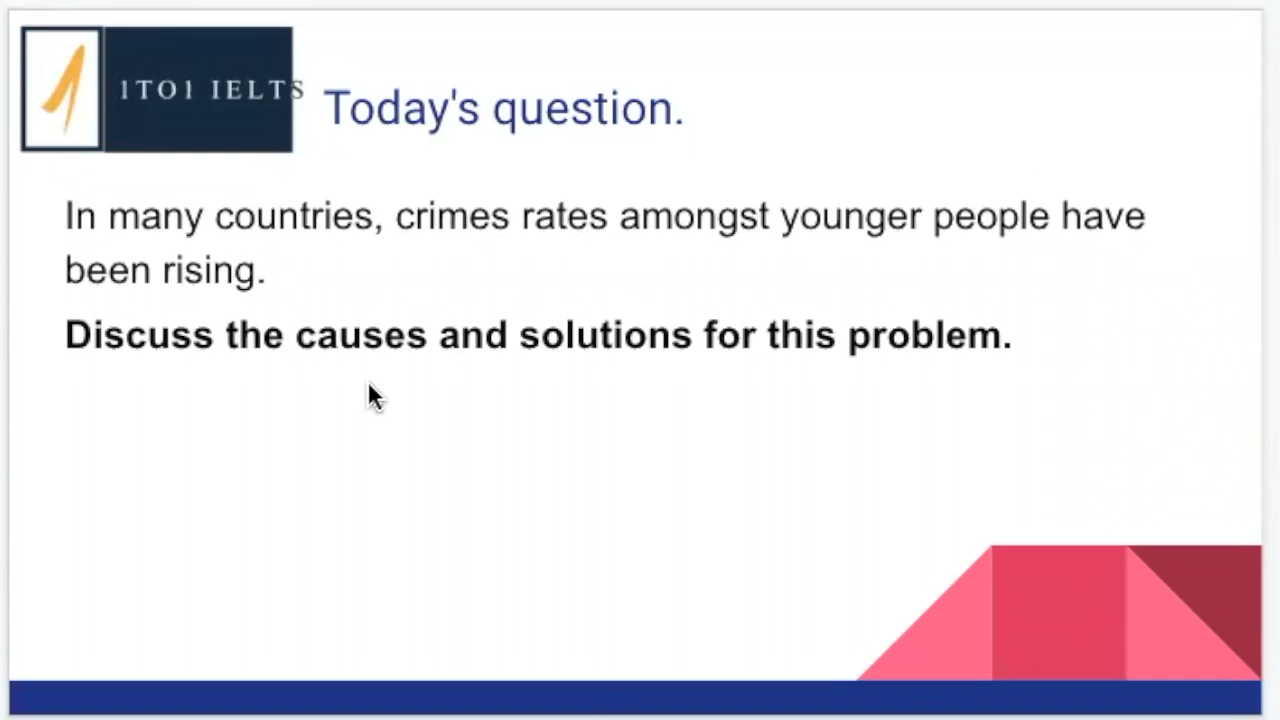 1TO1 IELTS
Today's question.
In many countries, crimes rates amongst younger people have
been rising.
Discuss the causes and solutions for this problem.